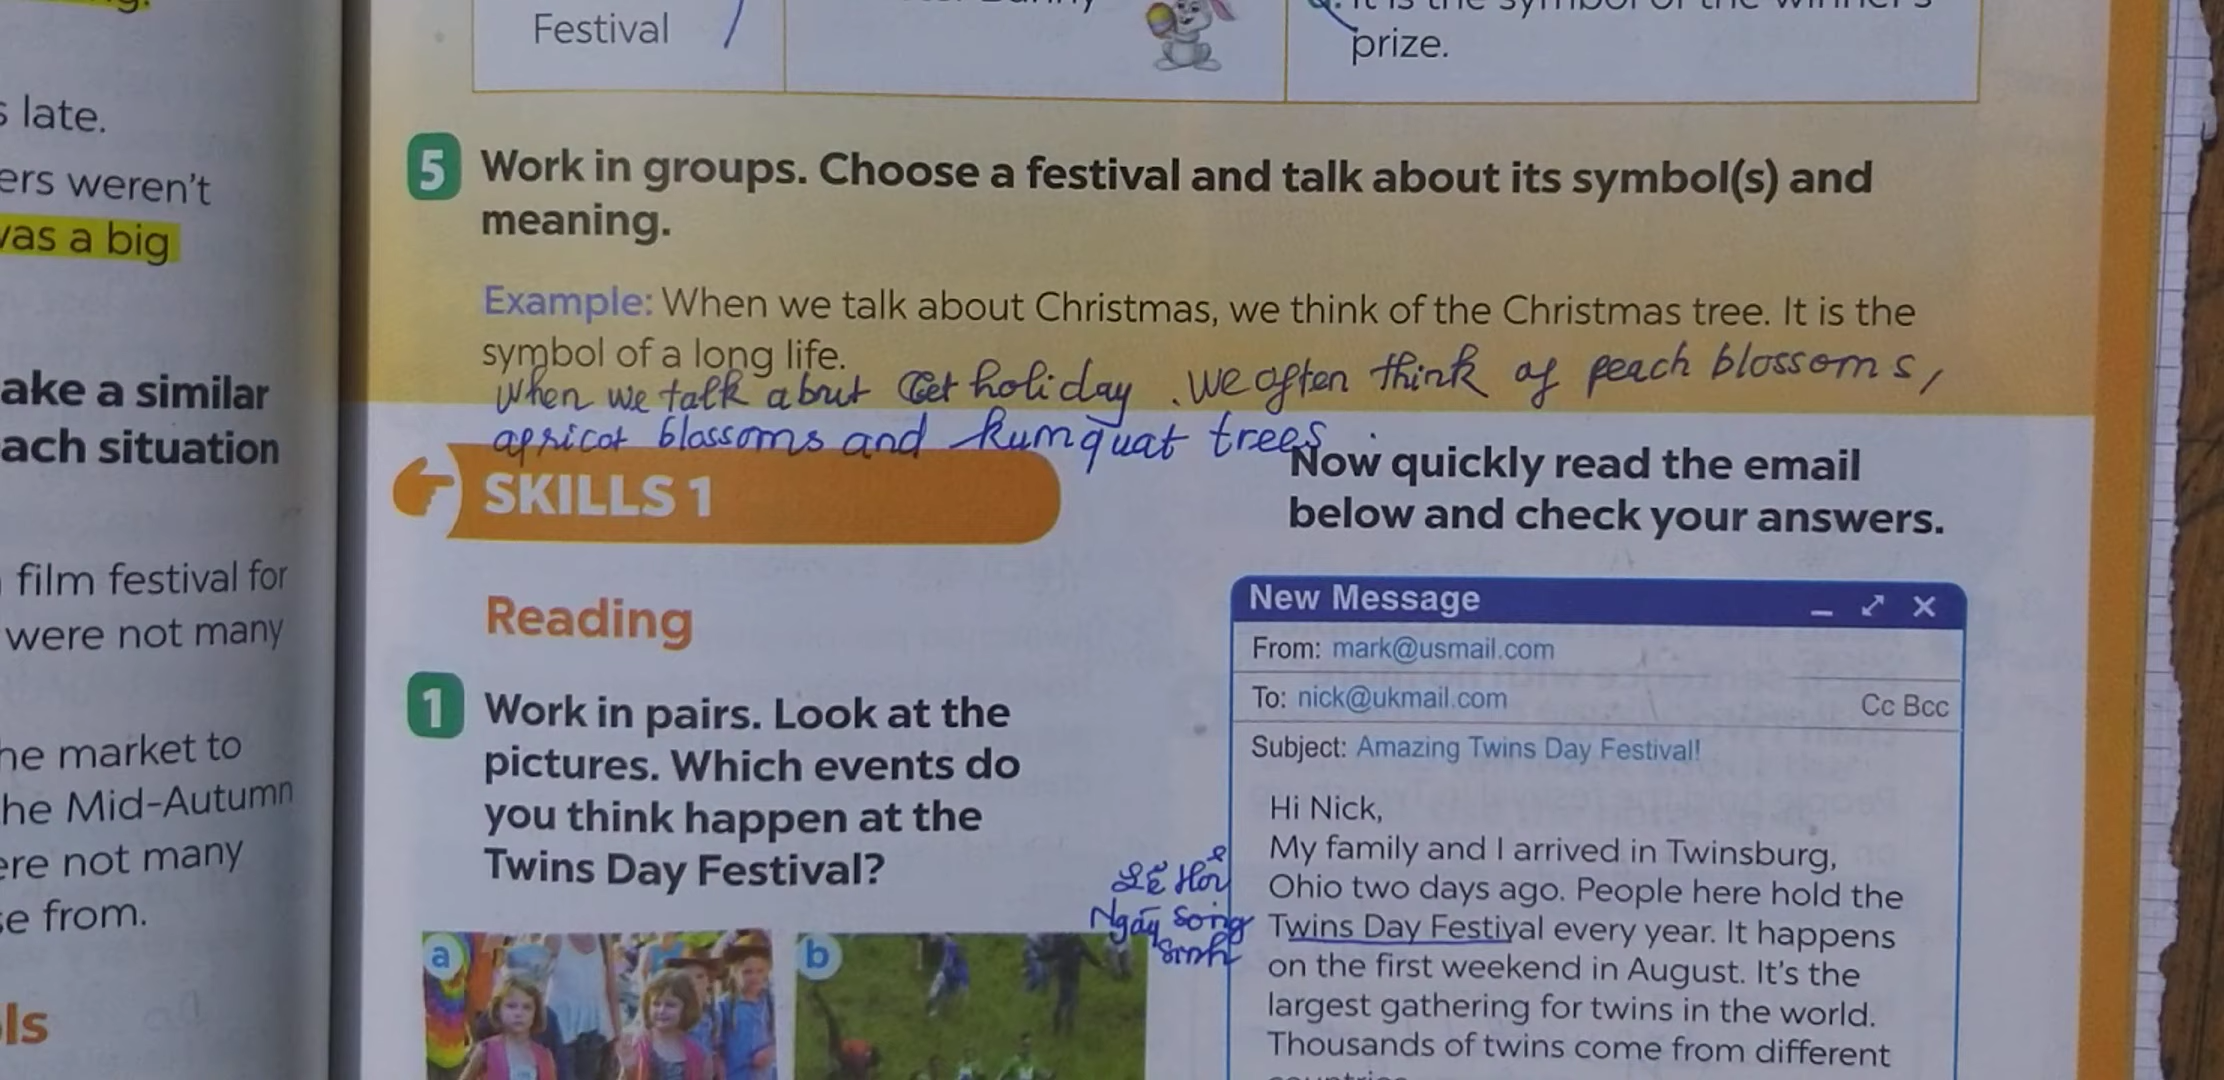 Festival
prize.
s late.
ers weren't
was a big
ake a similar
ach situation
film festival for
were not many
he market to
he Mid-Autumn
ere not many
se from.
ls
5 Work in groups. Choose a festival and talk about its symbol(s) and
meaning.
Example: When we talk about Christmas, we think of the Christmas tree. It is the
symbol of a long life.
When we talk about Tet holiday, we often think of peach blossoms,
apricot blossoms and kumquat trees.
SKILLS 1
Reading
1 Work in pairs. Look at the
pictures. Which events do
you think happen at the
Twins Day Festival?
a
b
Now quickly read the email
below and check your answers.
New Message
From: mark@usmail.com
To: nick@ukmail.com Cc Bcc
Subject: Amazing Twins Day Festival!
Hi Nick,
My family and I arrived in Twinsburg,
Ohio two days ago. People here hold the
Twins Day Festival every year. It happens
on the first weekend in August. It's the
largest gathering for twins in the world.
Thousands of twins come from different
Lễ Hội
Ngày Song
Sinh